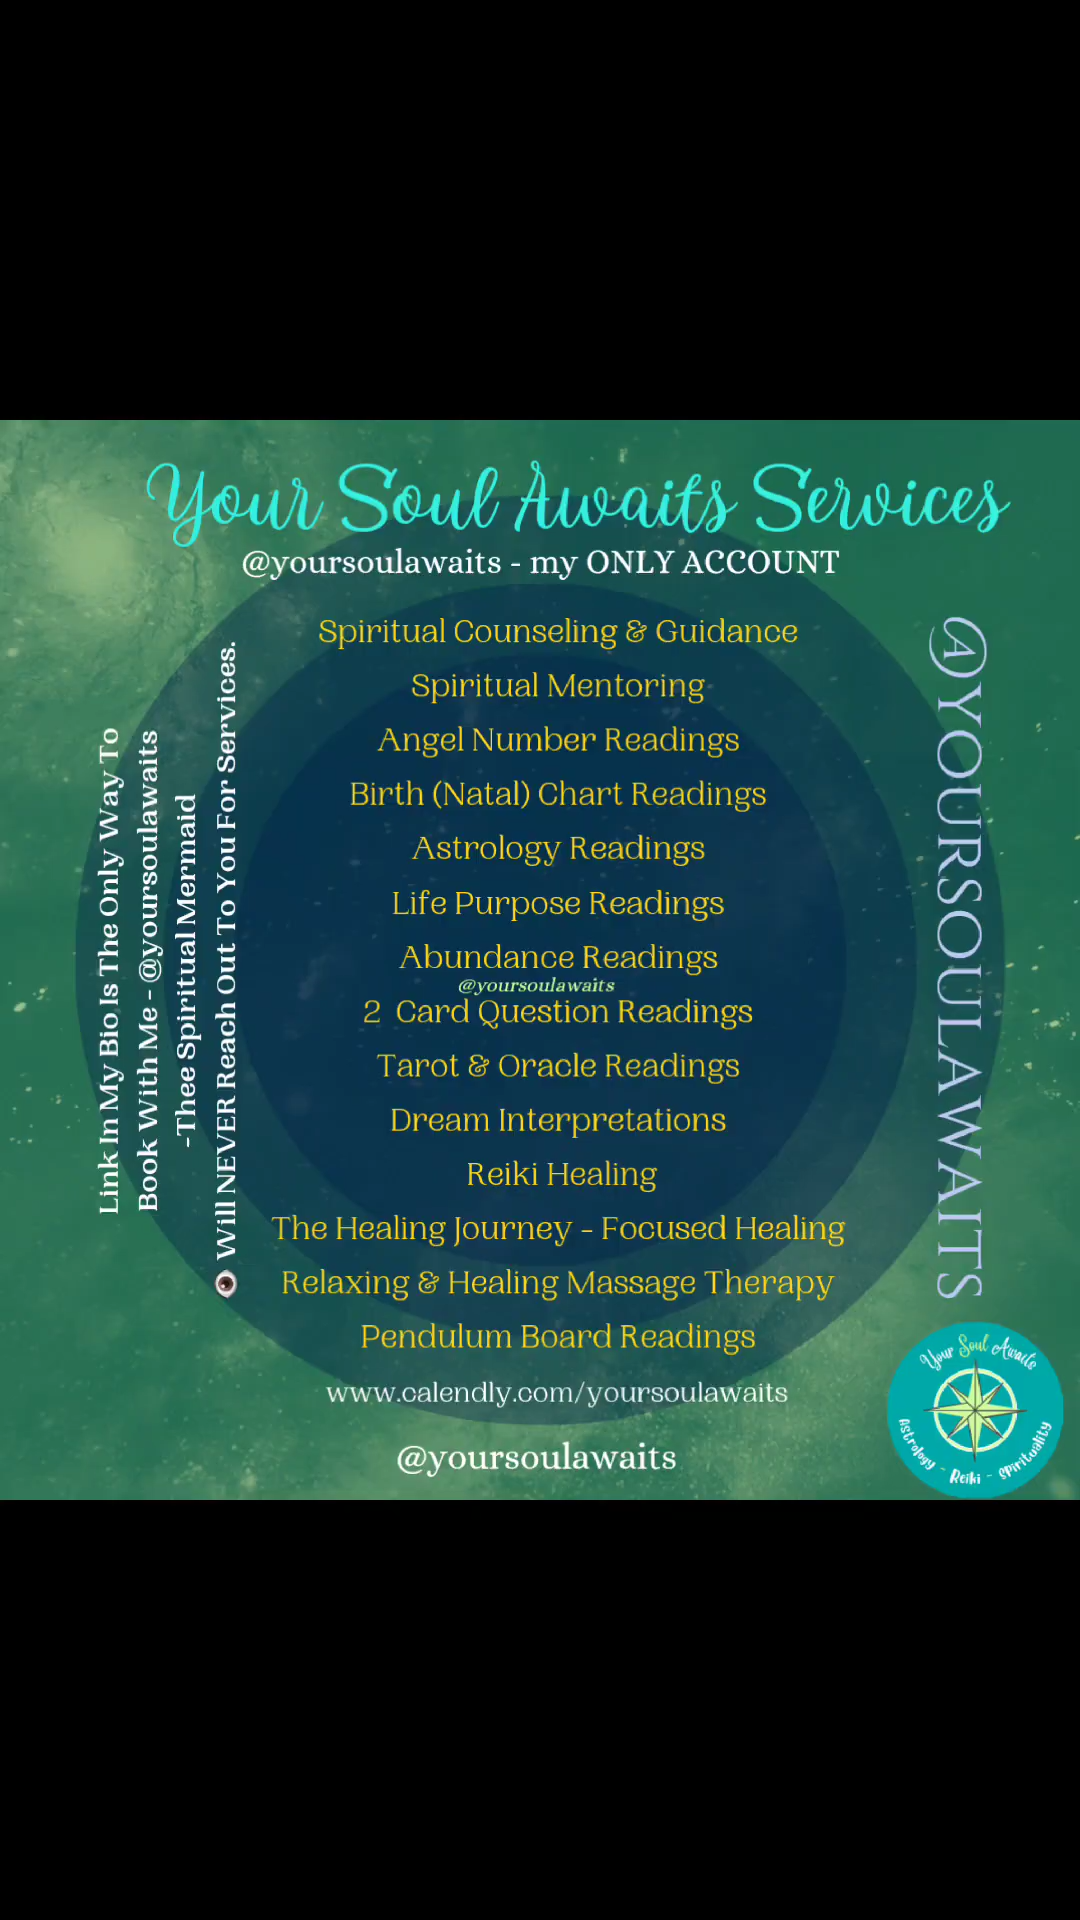 Your Soul Awaits Services
@yoursoulawaits - my ONLY ACCOUNT
Spiritual Counseling & Guidance
Spiritual Mentoring
Angel Number Readings
Birth (Natal) Chart Readings
Astrology Readings
Life Purpose Readings
Abundance Readings
@yoursoulawaits
2 Card Question Readings
Tarot & Oracle Readings
Dream Interpretations
Reiki Healing
The Healing Journey - Focused Healing
Relaxing & Healing Massage Therapy
Pendulum Board Readings
www.calendly.com/yoursoulawaits
@yoursoulawaits
Link In My Bio Is The Only Way To
Book With Me - @yoursoulawaits
-Thee Spiritual Mermaid
👁 Will NEVER Reach Out To You For Services.
@YOURSOULAWAITS
Your Soul Awaits
Astrology - Reiki - Spirituality